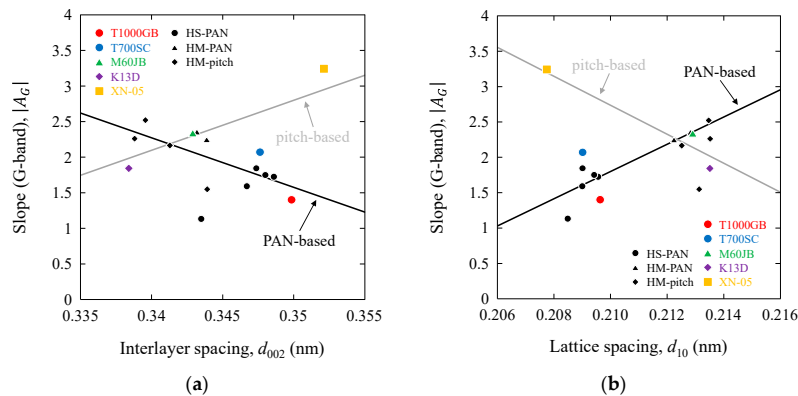 4
3.5
3
2.5
2
1.5
1
0.5
0
Slope (G-band), |A_G|
T1000GB
T700SC
M60JB
K13D
XN-05
HS-PAN
HM-PAN
HM-pitch
pitch-based
PAN-based
0.335 0.34 0.345 0.35 0.355
Interlayer spacing, d₀₀₂ (nm)
(a)
4
3.5
3
2.5
2
1.5
1
0.5
0
Slope (G-band), |A_G|
pitch-based
PAN-based
HS-PAN
HM-PAN
HM-pitch
T1000GB
T700SC
M60JB
K13D
XN-05
0.206 0.208 0.210 0.212 0.214 0.216
Lattice spacing, d₁₀ (nm)
(b)